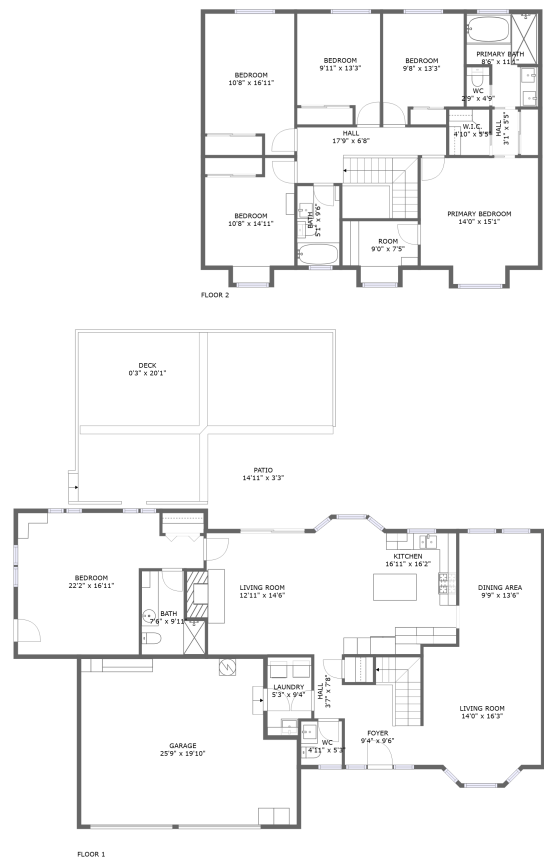 BEDROOM
10'8" x 16'11"
BEDROOM
9'11" x 13'3"
BEDROOM
9'8" x 13'3"
PRIMARY BATH
8'6" x 11'1"
WC
2'9" x 4'9"
W.I.C.
4'10" x 5'5"
HALL
3'1" x 5'5"
HALL
17'9" x 6'8"
BEDROOM
10'8" x 14'11"
BATH
5'1" x 9'6"
ROOM
9'0" x 7'5"
PRIMARY BEDROOM
14'0" x 15'1"
FLOOR 2
DECK
0'3" x 20'1"
PATIO
14'11" x 3'3"
BEDROOM
22'2" x 16'11"
BATH
7'6" x 9'11"
LIVING ROOM
12'11" x 14'6"
KITCHEN
16'11" x 16'2"
DINING AREA
9'9" x 13'6"
LAUNDRY
5'3" x 9'4"
HALL
3'7" x 7'8"
WC
4'11" x 5'3"
FOYER
9'4" x 9'6"
LIVING ROOM
14'0" x 16'3"
GARAGE
25'9" x 19'10"
FLOOR 1